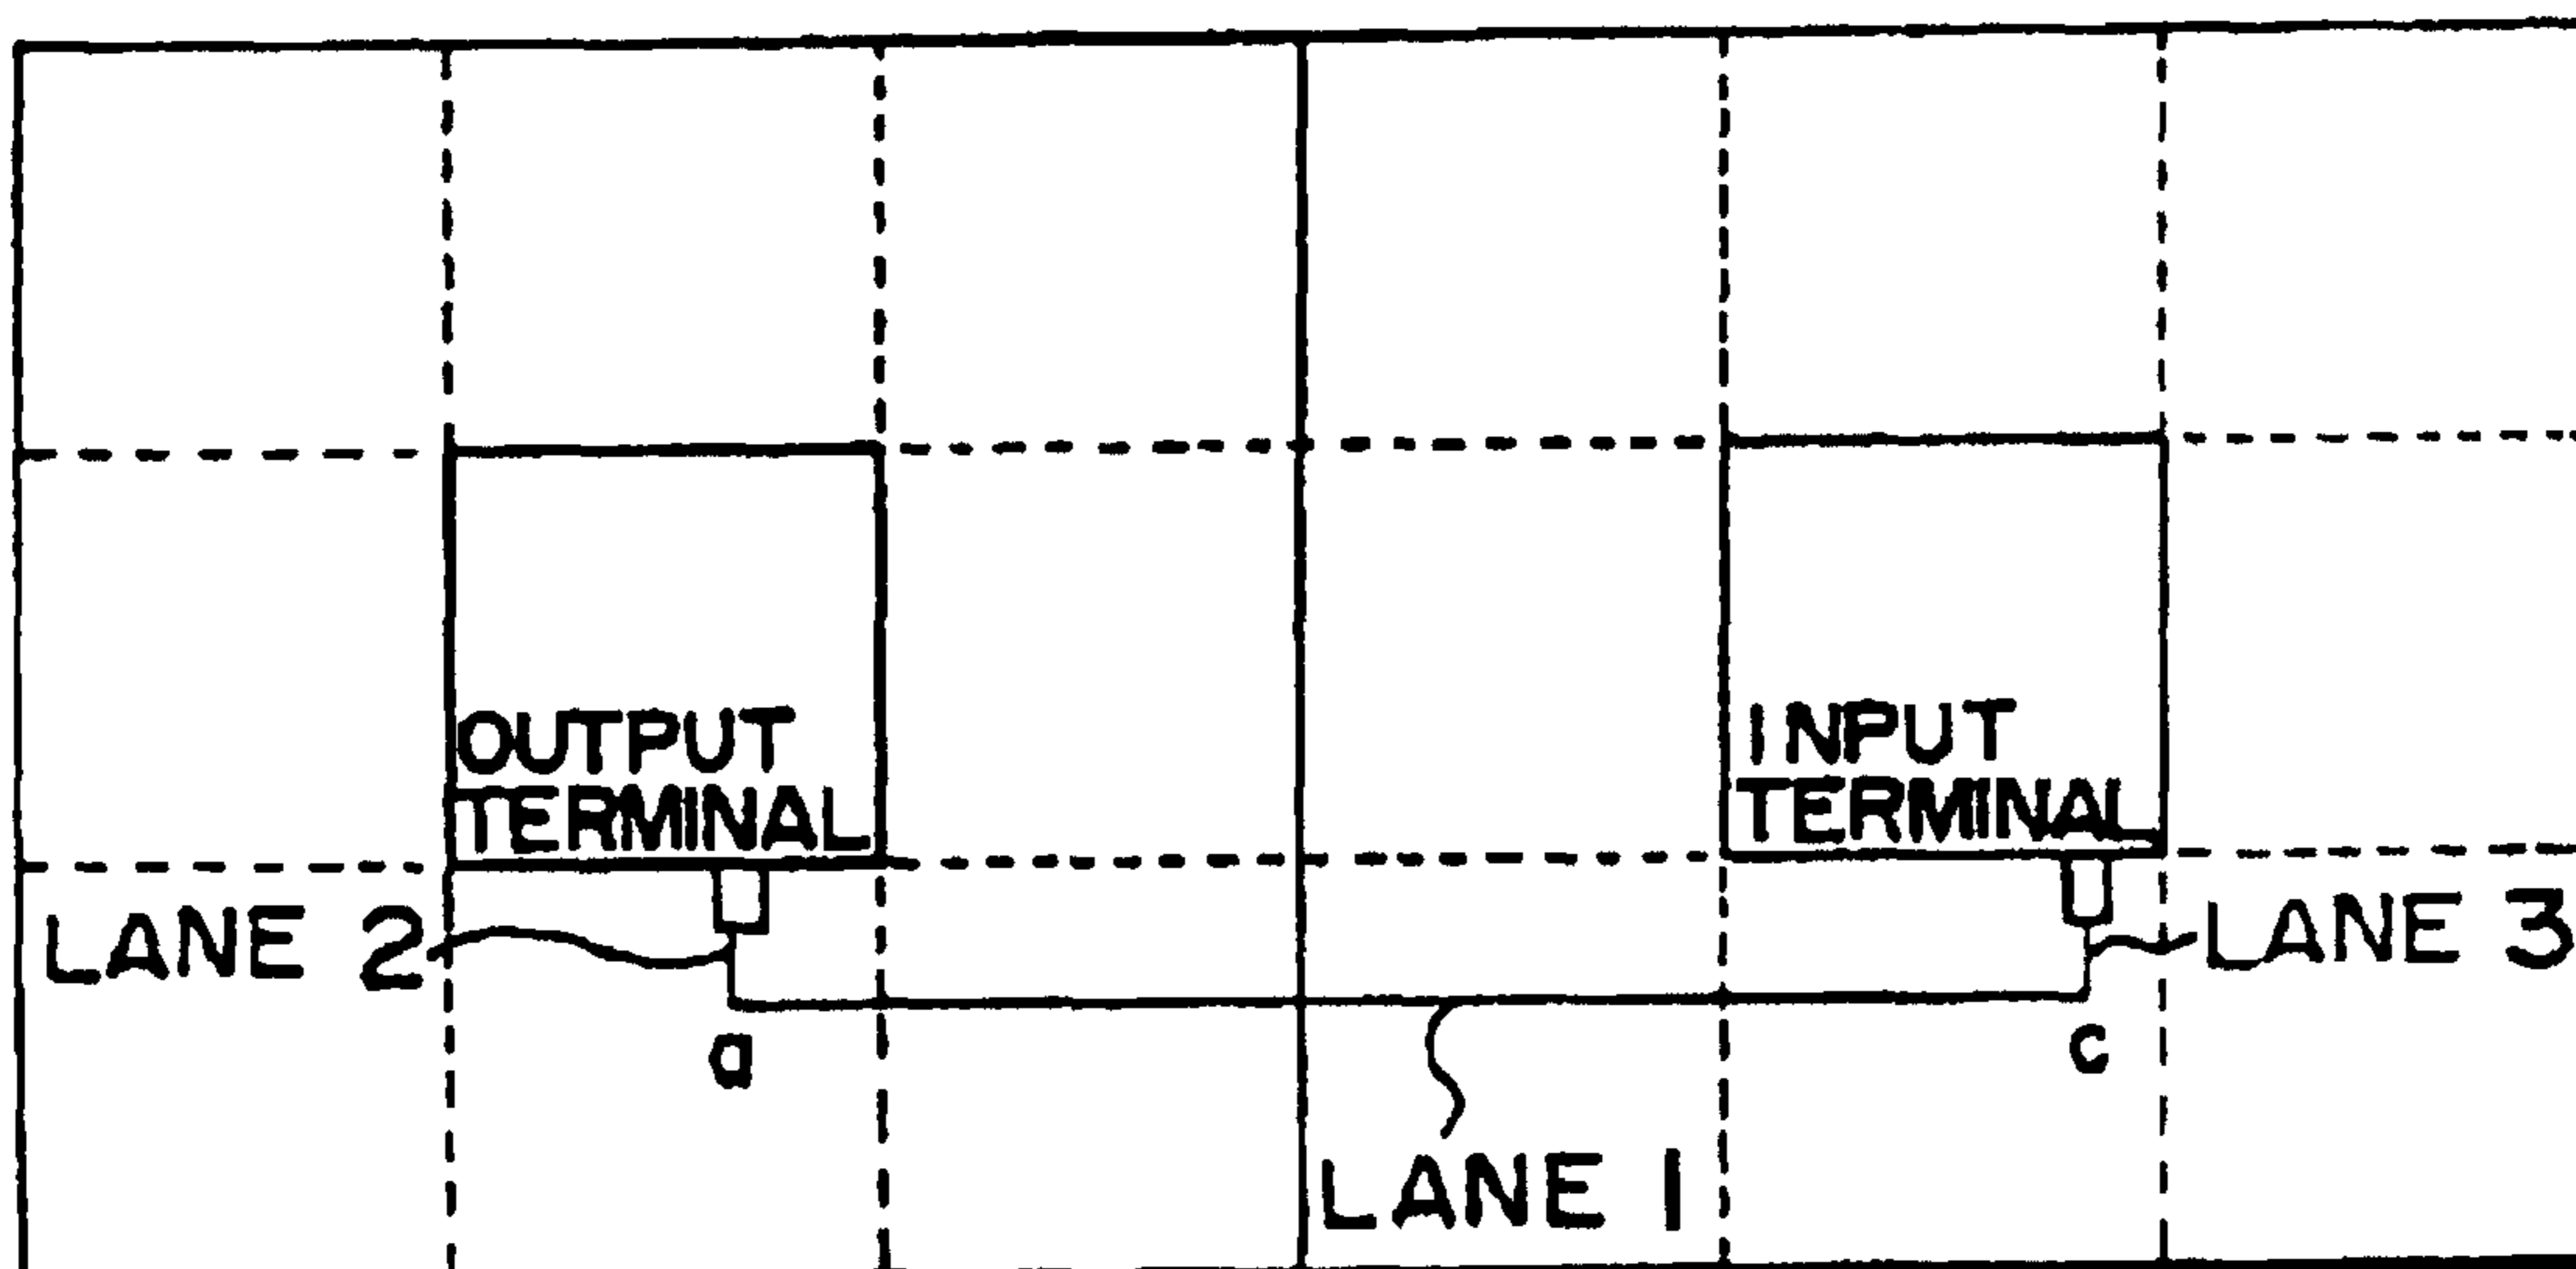 OUTPUT
TERMINAL
INPUT
TERMINAL
LANE 2
LANE 3
a
c
LANE 1